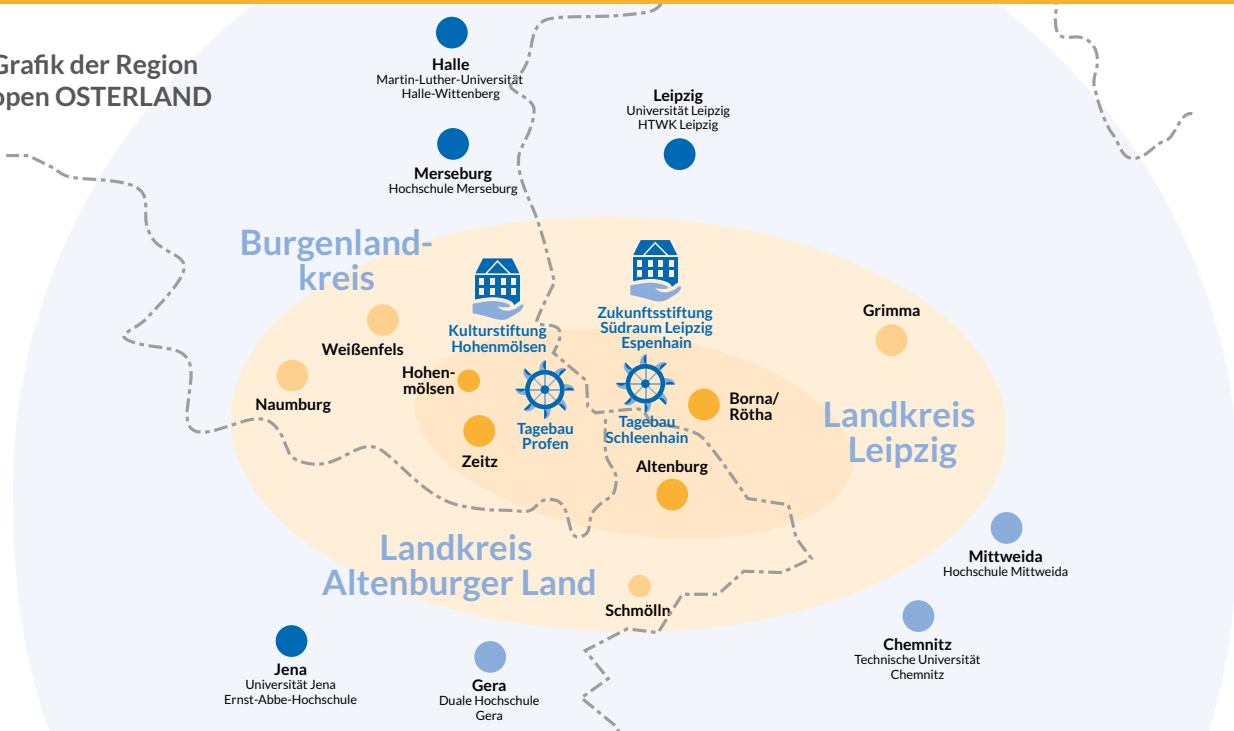 Grafik der Region
open OSTERLAND
Halle
Martin-Luther-Universität
Halle-Wittenberg
Leipzig
Universität Leipzig
HTWK Leipzig
Merseburg
Hochschule Merseburg
Burgenland-
kreis
Kulturstiftung
Hohenmölsen
Zukunftsstiftung
Südraum Leipzig
Espenhain
Grimma
Weißenfels
Naumburg
Hohen-
mölsen
Zeitz
Tagebau
Profen
Tagebau
Schleenhain
Borna/
Rötha
Landkreis
Leipzig
Altenburg
Landkreis
Altenburger Land
Schmölln
Mittweida
Hochschule Mittweida
Chemnitz
Technische Universität
Chemnitz
Jena
Universität Jena
Ernst-Abbe-Hochschule
Gera
Duale Hochschule
Gera